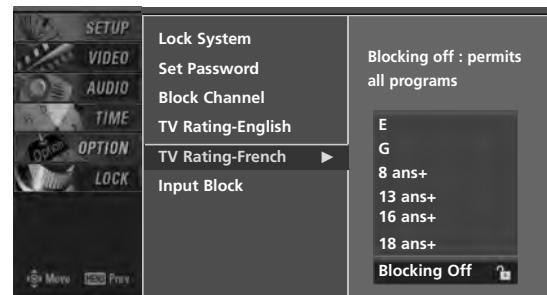 SETUP
VIDEO
AUDIO
TIME
OPTION
LOCK
Move MENU Prev
Lock System
Set Password
Block Channel
TV Rating-English
TV Rating-French ►
Input Block
Blocking off : permits
all programs
E
G
8 ans+
13 ans+
16 ans+
18 ans+
Blocking Off